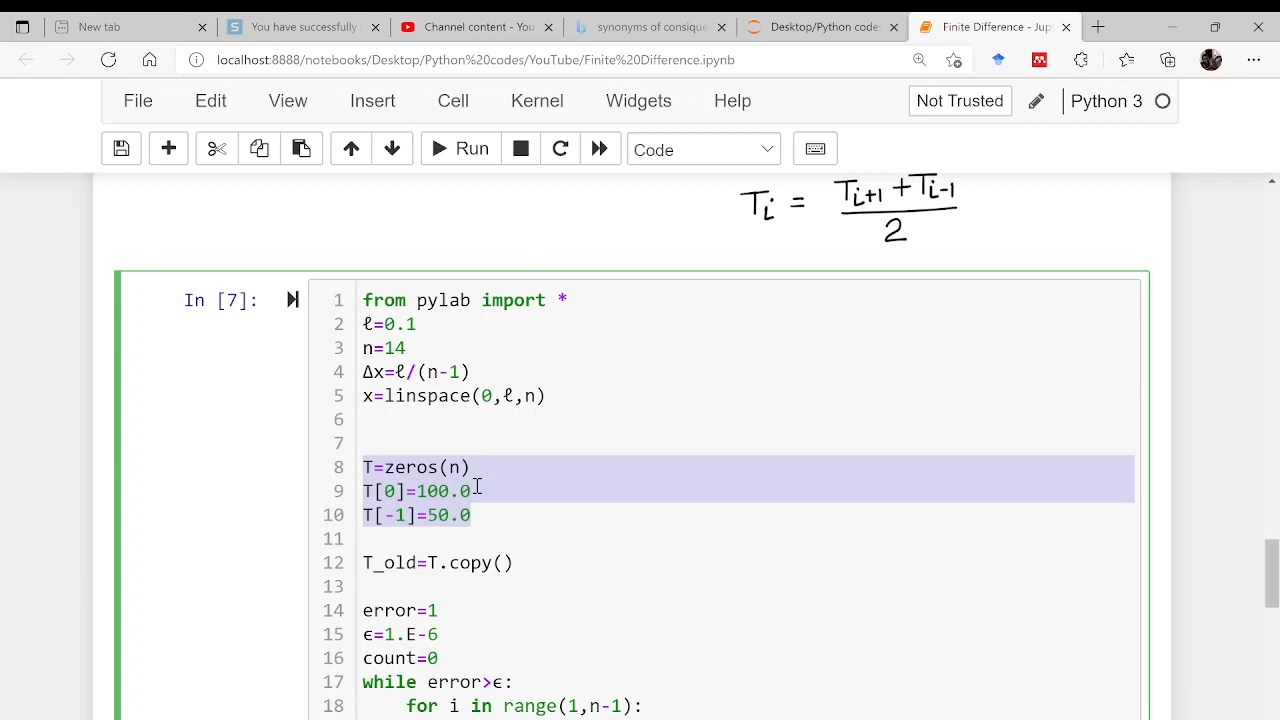 New tab
You have successfully
Channel content - You
synonyms of consique
Desktop/Python code
Finite Difference - Jup
localhost:8888/notebooks/Desktop/Python%20codes/YouTube/Finite%20Difference.ipynb
File Edit View Insert Cell Kernel Widgets Help
Not Trusted
Python 3
Run
Code
T_i = \frac{T_{i+1} + T_{i-1}}{2}
In [7]:
1 from pylab import *
2 ℓ=0.1
3 n=14
4 Δx=ℓ/(n-1)
5 x=linspace(0,ℓ,n)
6
7
8 T=zeros(n)
9 T[0]=100.0
10 T[-1]=50.0
11
12 T_old=T.copy()
13
14 error=1
15 ϵ=1.E-6
16 count=0
17 while error>ϵ:
18 for i in range(1,n-1):